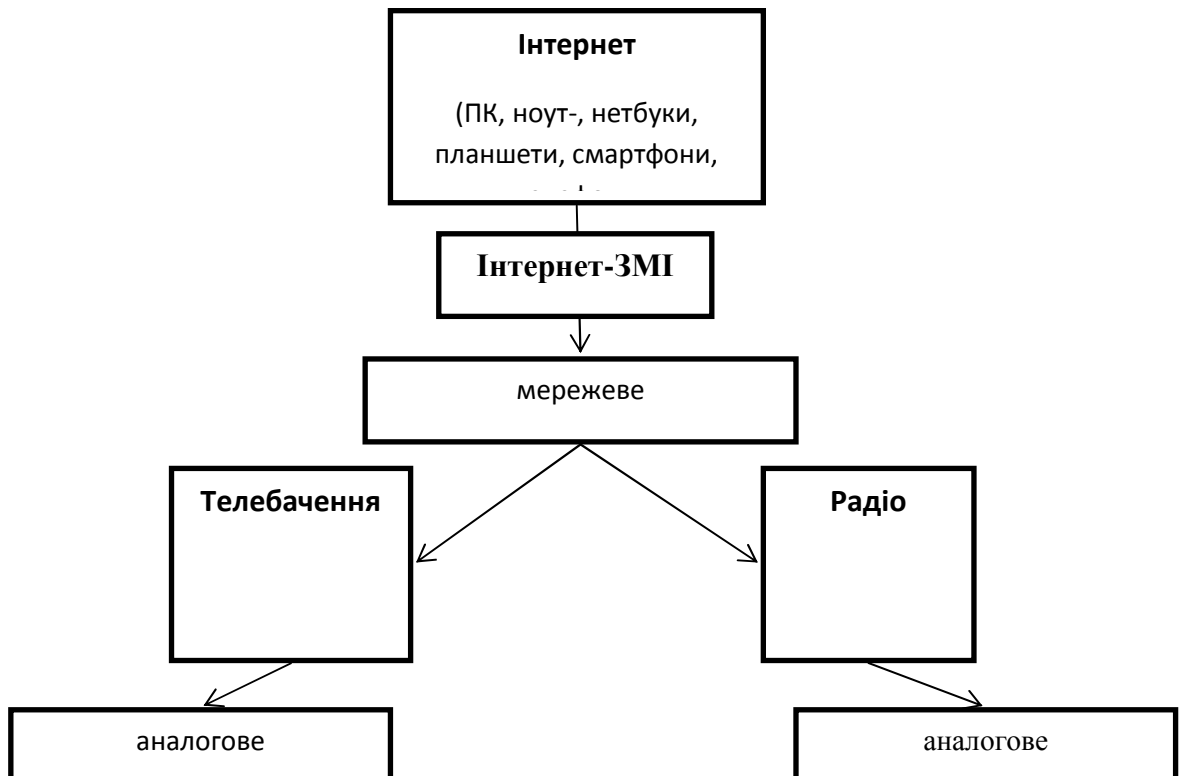 Інтернет
(ПК, ноут-, нетбуки,
планшети, смартфони,
Інтернет-ЗМІ
мережеве
Телебачення
Радіо
аналогове
аналогове